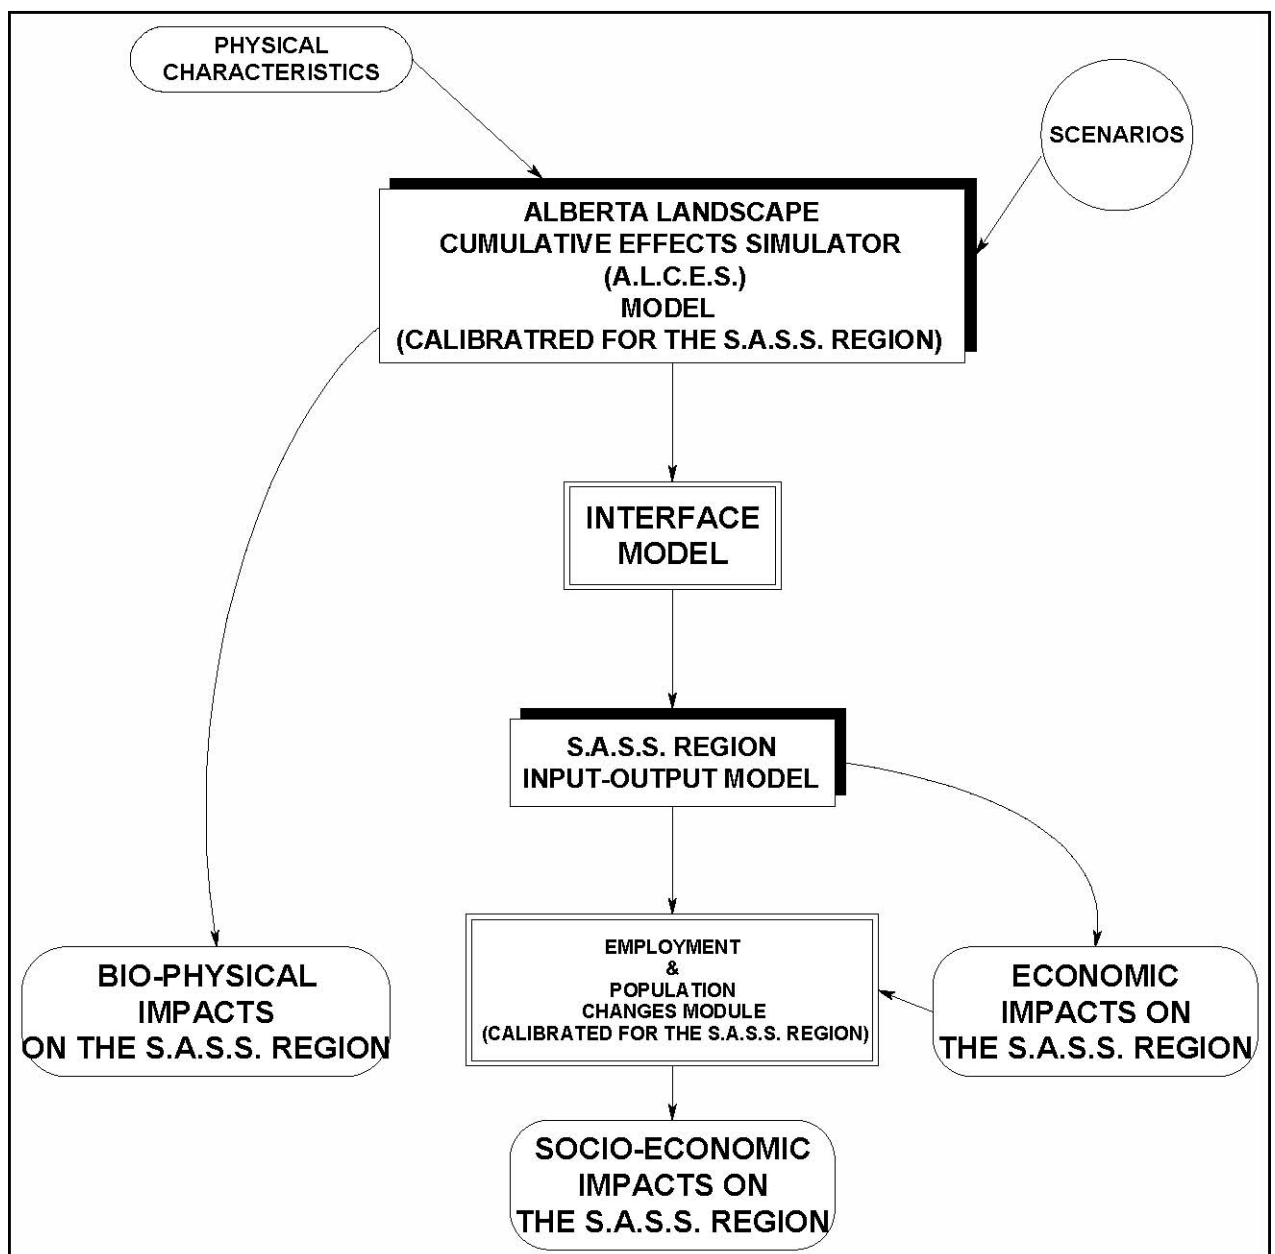 PHYSICAL
CHARACTERISTICS
SCENARIOS
ALBERTA LANDSCAPE
CUMULATIVE EFFECTS SIMULATOR
(A.L.C.E.S.)
MODEL
(CALIBRATRED FOR THE S.A.S.S. REGION)
INTERFACE
MODEL
S.A.S.S. REGION
INPUT-OUTPUT MODEL
BIO-PHYSICAL
IMPACTS
ON THE S.A.S.S. REGION
EMPLOYMENT
&
POPULATION
CHANGES MODULE
(CALIBRATED FOR THE S.A.S.S. REGION)
ECONOMIC
IMPACTS ON
THE S.A.S.S. REGION
SOCIO-ECONOMIC
IMPACTS ON
THE S.A.S.S. REGION